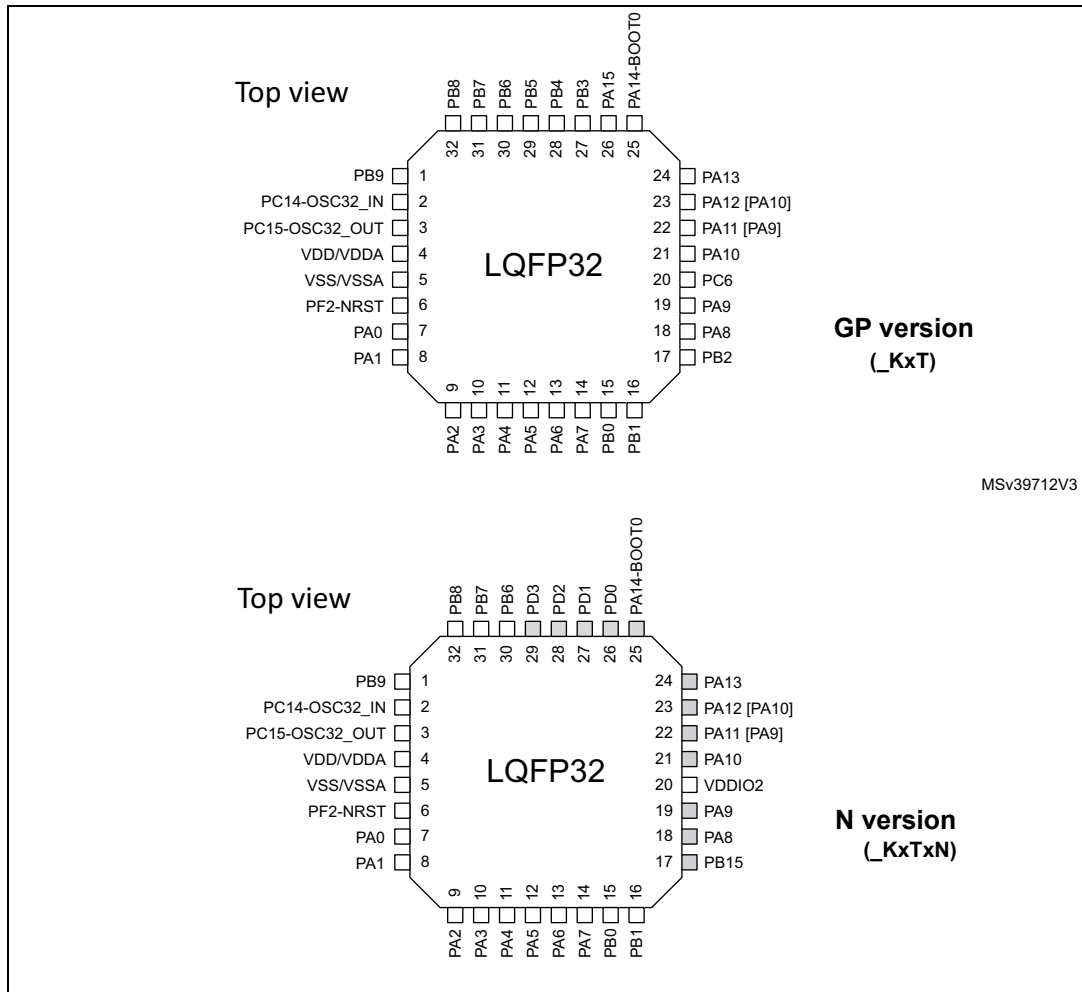 Top view
PB8 PB7 PB6 PB5 PB4 PB3 PA15 PA14-BOOT0
32 31 30 29 28 27 26 25
PB9 1 24 PA13
PC14-OSC32_IN 2 23 PA12 [PA10]
PC15-OSC32_OUT 3 22 PA11 [PA9]
VDD/VDDA 4 21 PA10
LQFP32
VSS/VSSA 5 20 PC6
PF2-NRST 6 19 PA9
PA0 7 18 PA8
PA1 8 17 PB2
GP version
(_KxT)
9 10 11 12 13 14 15 16
PA2 PA3 PA4 PA5 PA6 PA7 PB0 PB1
MSv39712V3
Top view
PB8 PB7 PB6 PD3 PD2 PD1 PD0 PA14-BOOT0
32 31 30 29 28 27 26 25
PB9 1 24 PA13
PC14-OSC32_IN 2 23 PA12 [PA10]
PC15-OSC32_OUT 3 22 PA11 [PA9]
VDD/VDDA 4 21 PA10
LQFP32
VSS/VSSA 5 20 VDDIO2
PF2-NRST 6 19 PA9
PA0 7 18 PA8
PA1 8 17 PB15
N version
(_KxTxN)
9 10 11 12 13 14 15 16
PA2 PA3 PA4 PA5 PA6 PA7 PB0 PB1